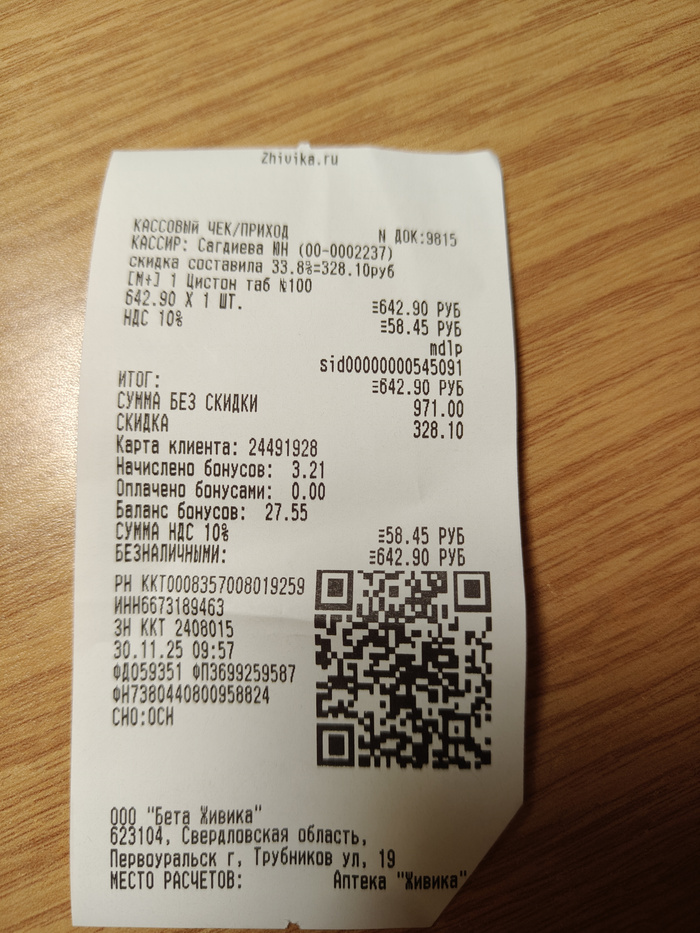 Zhivika.ru
КАССОВЫЙ ЧЕК/ПРИХОД N ДОК:9815
КАССИР: Сагдиева ЮН (00-0002237)
скидка составила 33.8%=328.10руб
[М+] 1 Цистон таб №100
642.90 X 1 ШТ. ≡642.90 РУБ
НДС 10% ≡58.45 РУБ
mdlp
sid00000000545091
ИТОГ: ≡642.90 РУБ
СУММА БЕЗ СКИДКИ 971.00
СКИДКА 328.10
Карта клиента: 24491928
Начислено бонусов: 3.21
Оплачено бонусами: 0.00
Баланс бонусов: 27.55
СУММА НДС 10% ≡58.45 РУБ
БЕЗНАЛИЧНЫМИ: ≡642.90 РУБ
РН ККТ0008357008019259
ИНН6673189463
ЗН ККТ 2408015
30.11.25 09:57
ФД059351 ФП3699259587
ФН7380440800958824
СНО:ОСН
ООО "Бета Живика"
623104, Свердловская область,
Первоуральск г, Трубников ул, 19
МЕСТО РАСЧЕТОВ: Аптека "Живика"